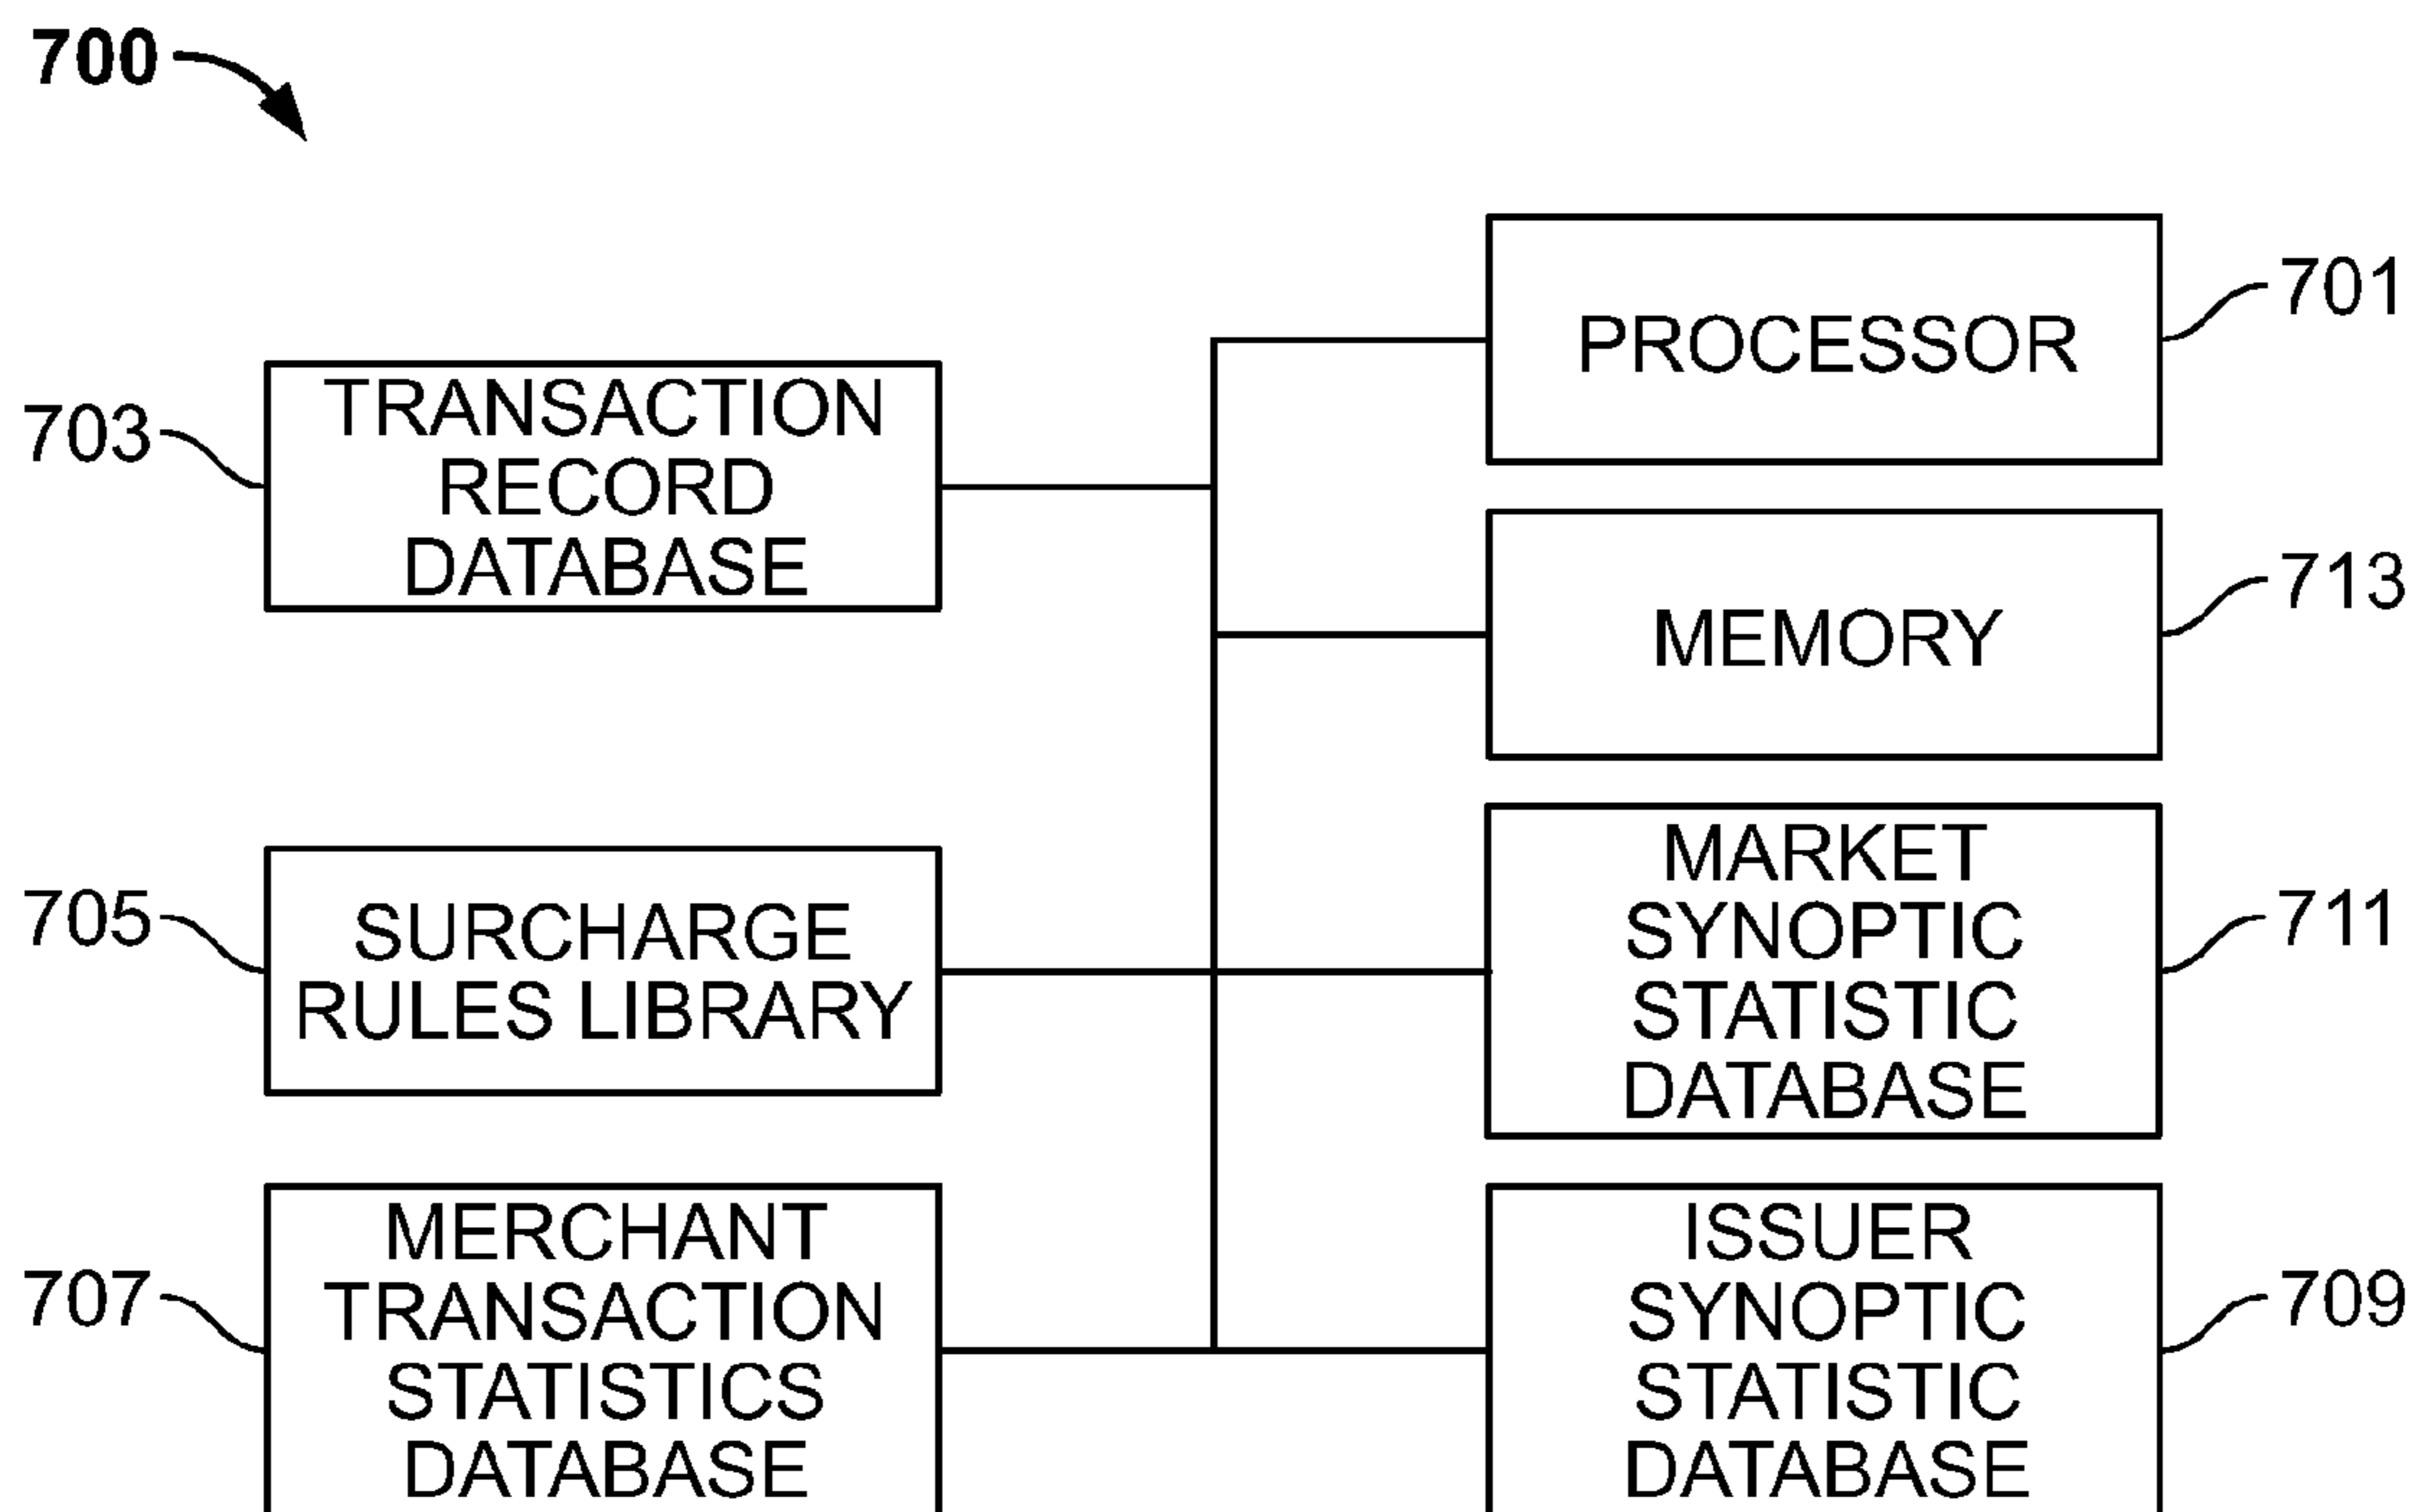 700
PROCESSOR
701
703
TRANSACTION
RECORD
DATABASE
MEMORY
713
705
SURCHARGE
RULES LIBRARY
MARKET
SYNOPTIC
STATISTIC
DATABASE
711
707
MERCHANT
TRANSACTION
STATISTICS
DATABASE
ISSUER
SYNOPTIC
STATISTIC
DATABASE
709